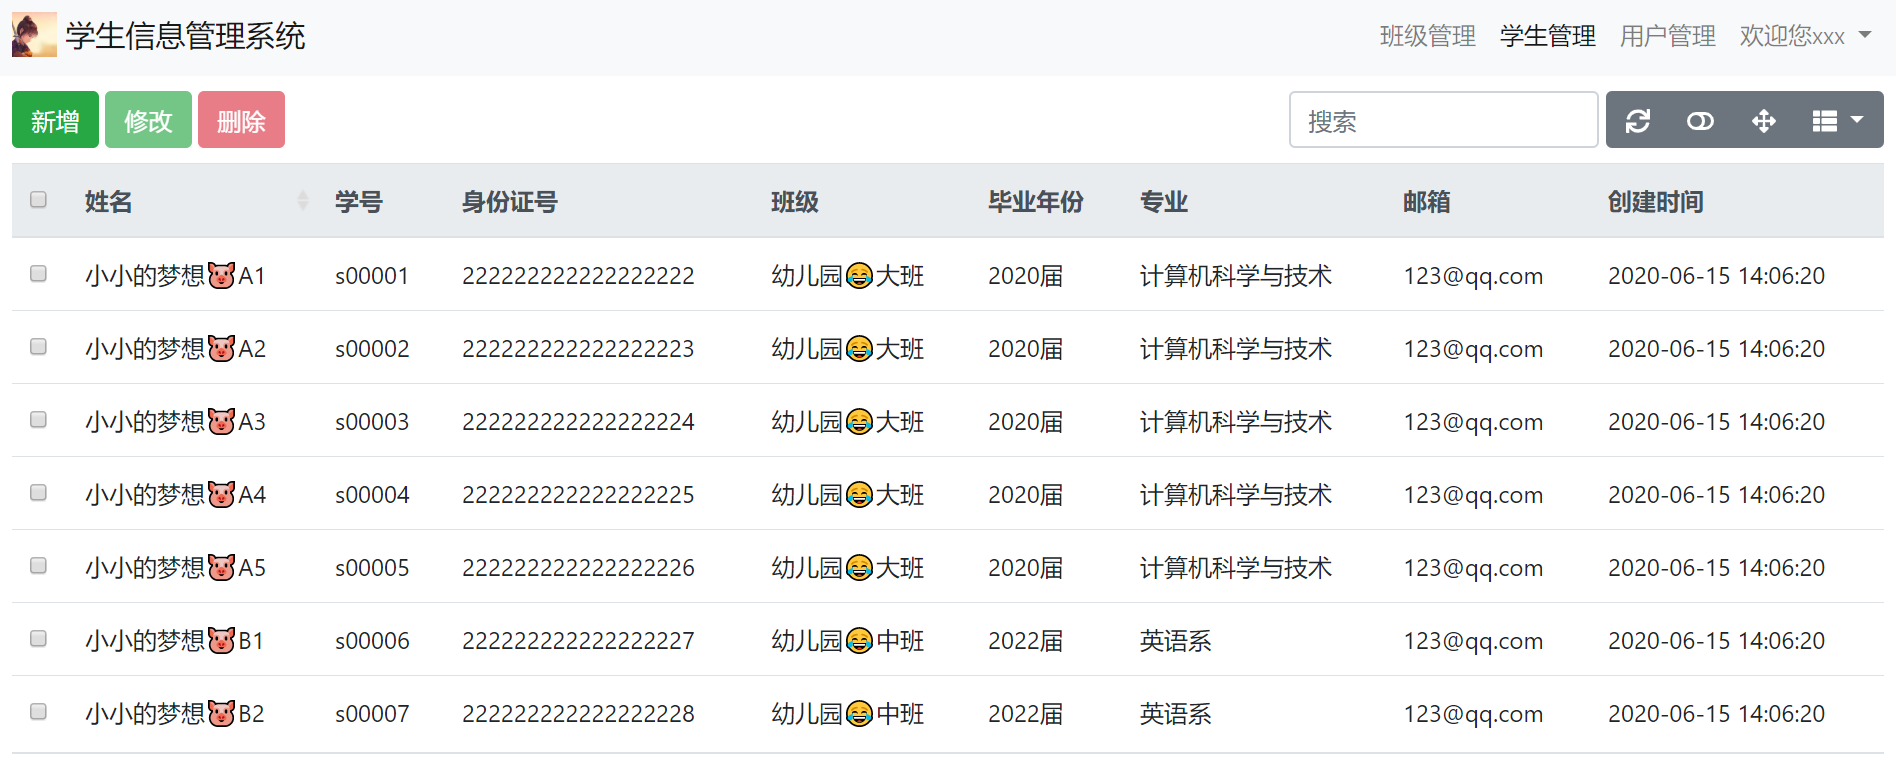 学生信息管理系统 班级管理 学生管理 用户管理 欢迎您xxx
新增 修改 删除 搜索
姓名 学号 身份证号 班级 毕业年份 专业 邮箱 创建时间
小小的梦想🐷A1 s00001 222222222222222222 幼儿园😂大班 2020届 计算机科学与技术 123@qq.com 2020-06-15 14:06:20
小小的梦想🐷A2 s00002 222222222222222223 幼儿园😂大班 2020届 计算机科学与技术 123@qq.com 2020-06-15 14:06:20
小小的梦想🐷A3 s00003 222222222222222224 幼儿园😂大班 2020届 计算机科学与技术 123@qq.com 2020-06-15 14:06:20
小小的梦想🐷A4 s00004 222222222222222225 幼儿园😂大班 2020届 计算机科学与技术 123@qq.com 2020-06-15 14:06:20
小小的梦想🐷A5 s00005 222222222222222226 幼儿园😂大班 2020届 计算机科学与技术 123@qq.com 2020-06-15 14:06:20
小小的梦想🐷B1 s00006 222222222222222227 幼儿园😂中班 2022届 英语系 123@qq.com 2020-06-15 14:06:20
小小的梦想🐷B2 s00007 222222222222222228 幼儿园😂中班 2022届 英语系 123@qq.com 2020-06-15 14:06:20